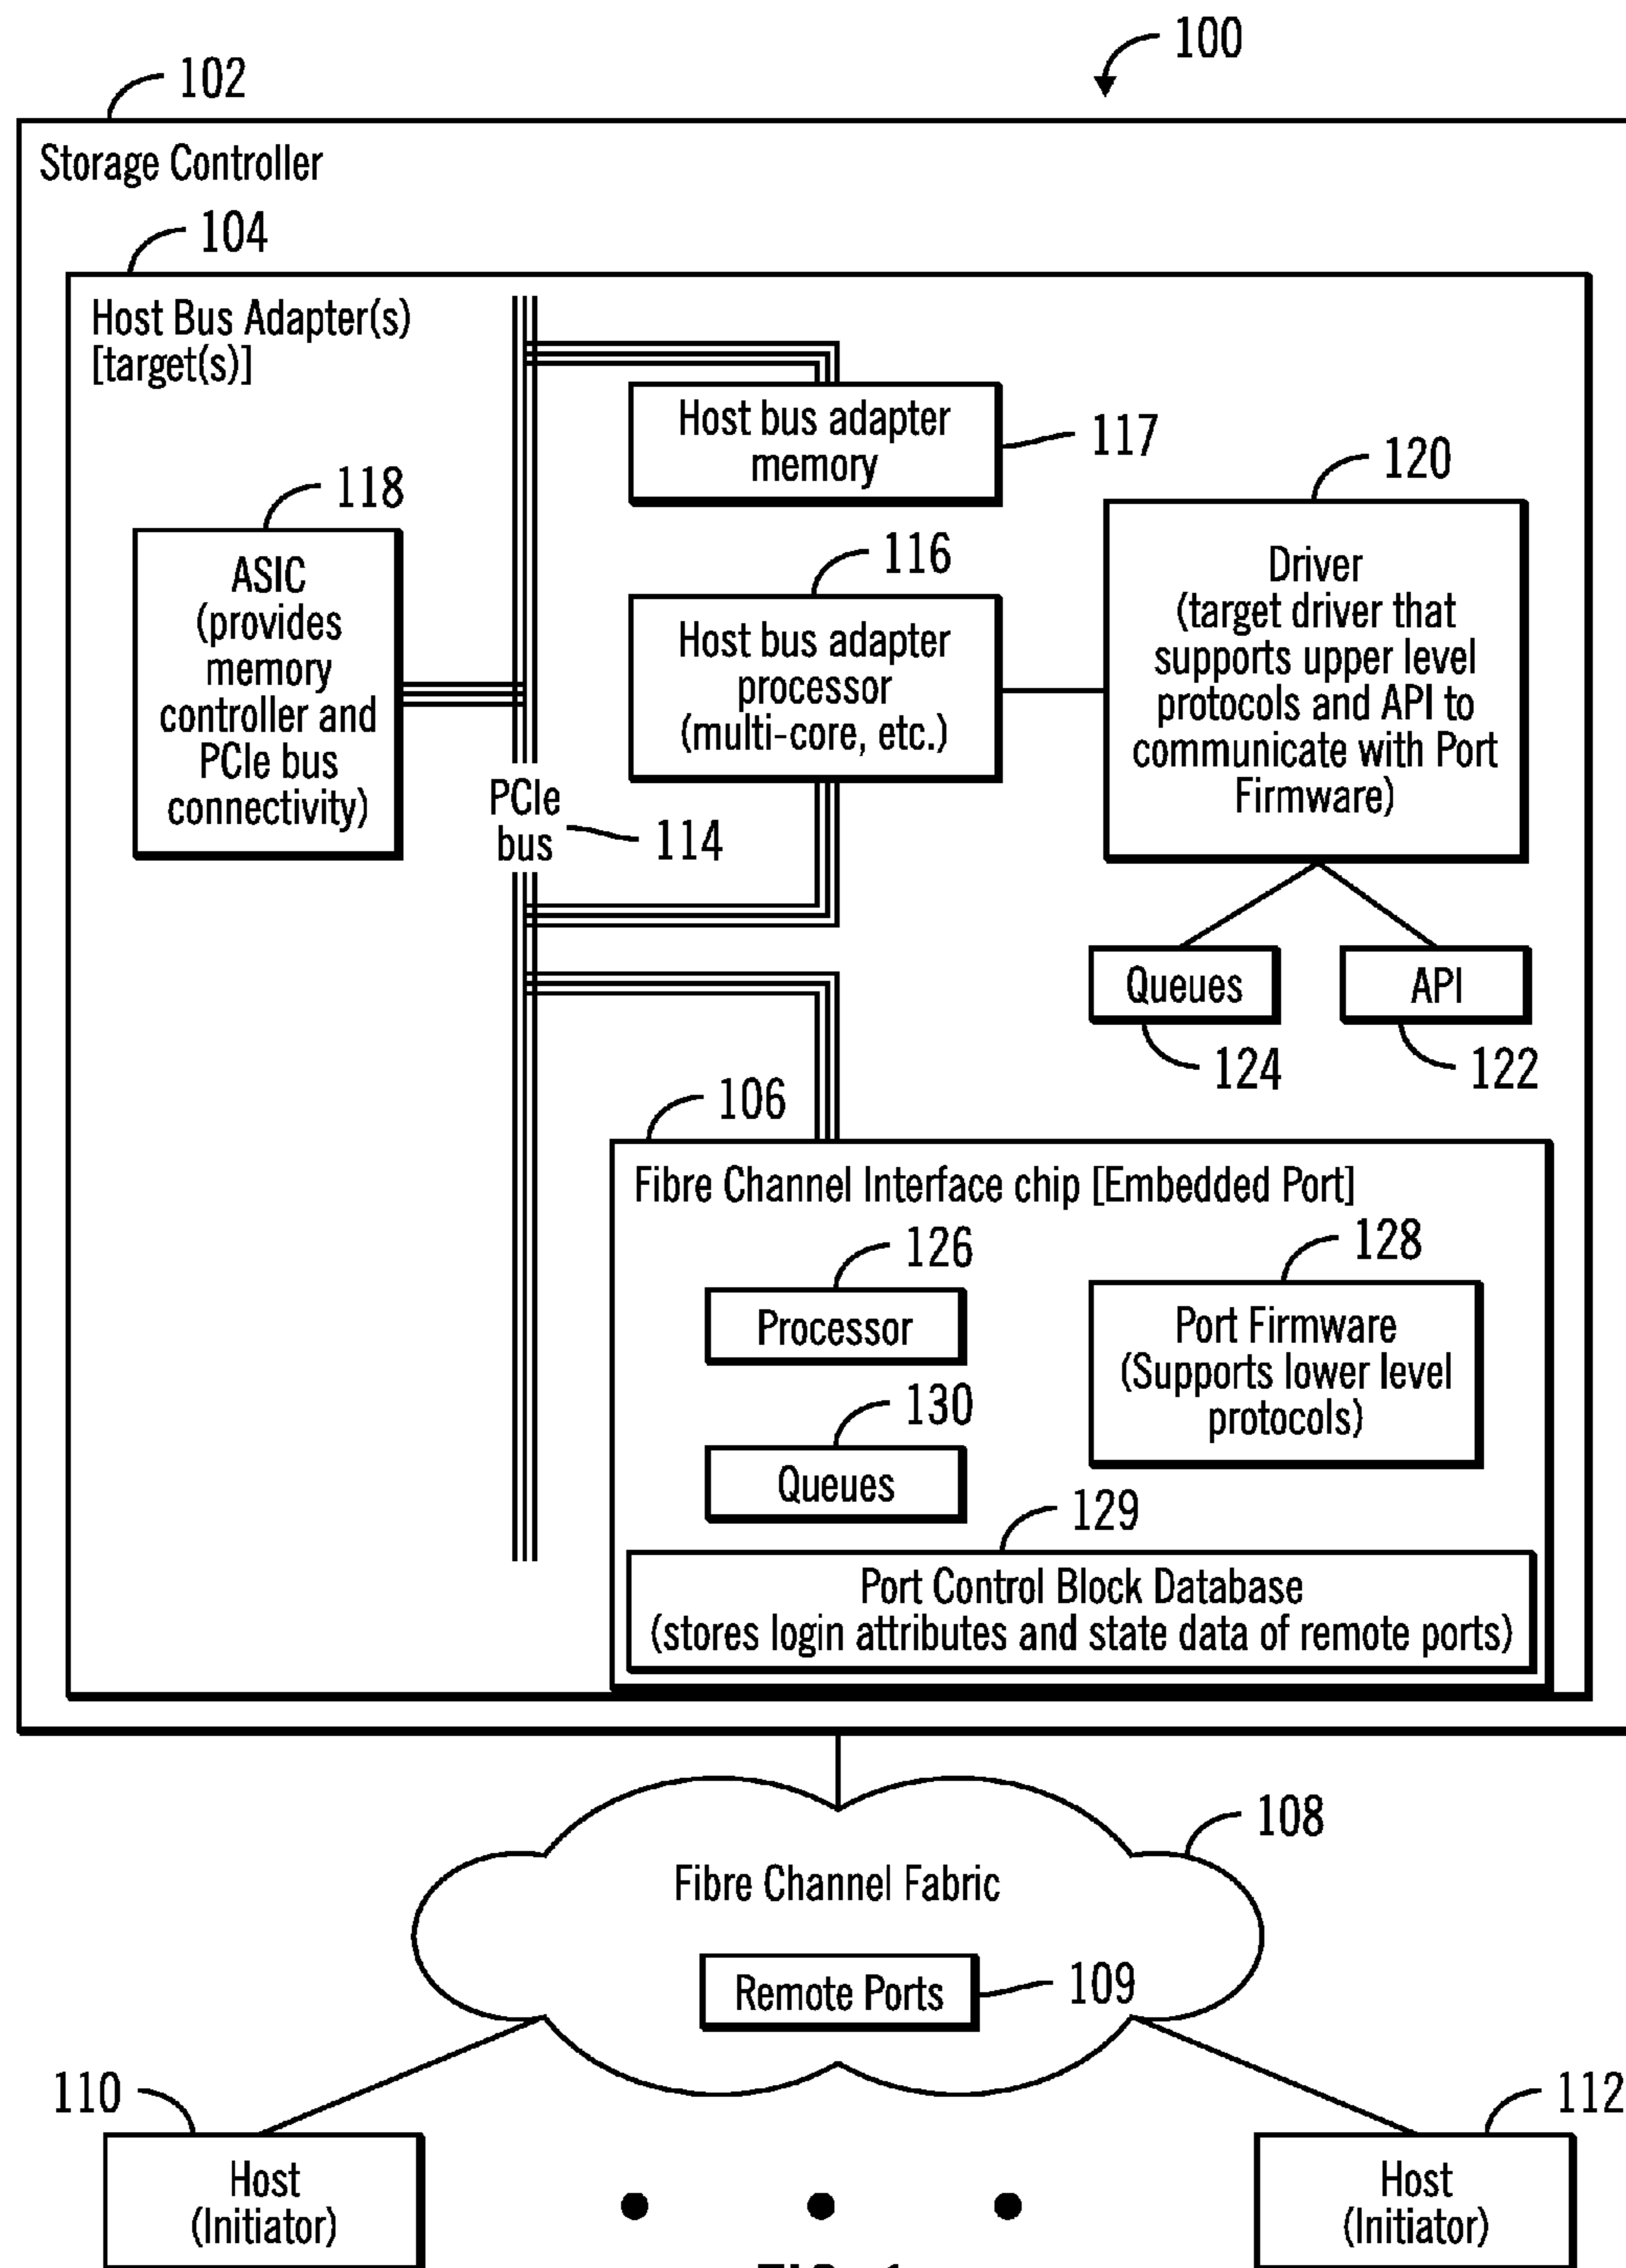 100
102
Storage Controller
104
Host Bus Adapter(s)
[target(s)]
Host bus adapter
memory
117
118
ASIC
(provides
memory
controller and
PCIe bus
connectivity)
116
Host bus adapter
processor
(multi-core, etc.)
120
Driver
(target driver that
supports upper level
protocols and API to
communicate with Port
Firmware)
PCIe
bus
114
Queues
API
124
122
106
Fibre Channel Interface chip [Embedded Port]
126
Processor
128
Port Firmware
(Supports lower level
protocols)
130
Queues
129
Port Control Block Database
(stores login attributes and state data of remote ports)
108
Fibre Channel Fabric
Remote Ports
109
110
Host
(Initiator)
112
Host
(Initiator)